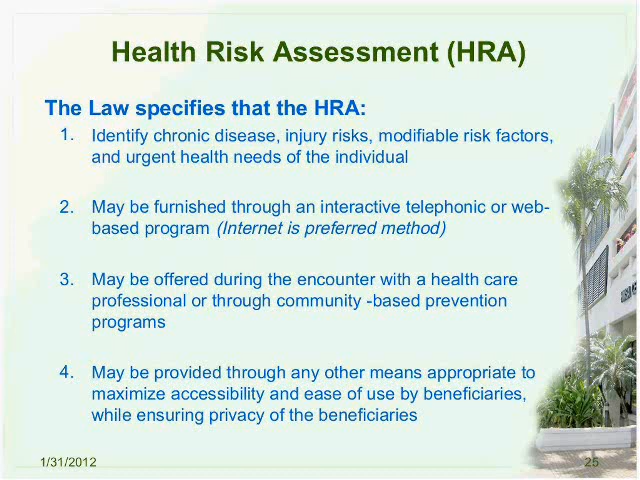 Health Risk Assessment (HRA)
The Law specifies that the HRA:
1. Identify chronic disease, injury risks, modifiable risk factors,
and urgent health needs of the individual
2. May be furnished through an interactive telephonic or web-
based program (Internet is preferred method)
3. May be offered during the encounter with a health care
professional or through community -based prevention
programs
4. May be provided through any other means appropriate to
maximize accessibility and ease of use by beneficiaries,
while ensuring privacy of the beneficiaries
1/31/2012
25